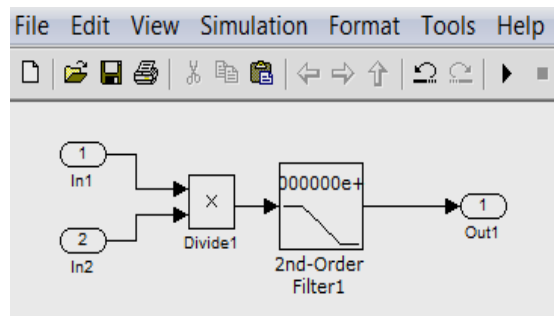 File Edit View Simulation Format Tools Help
1
In1
2
In2
×
Divide1
000000e+
2nd-Order
Filter1
1
Out1